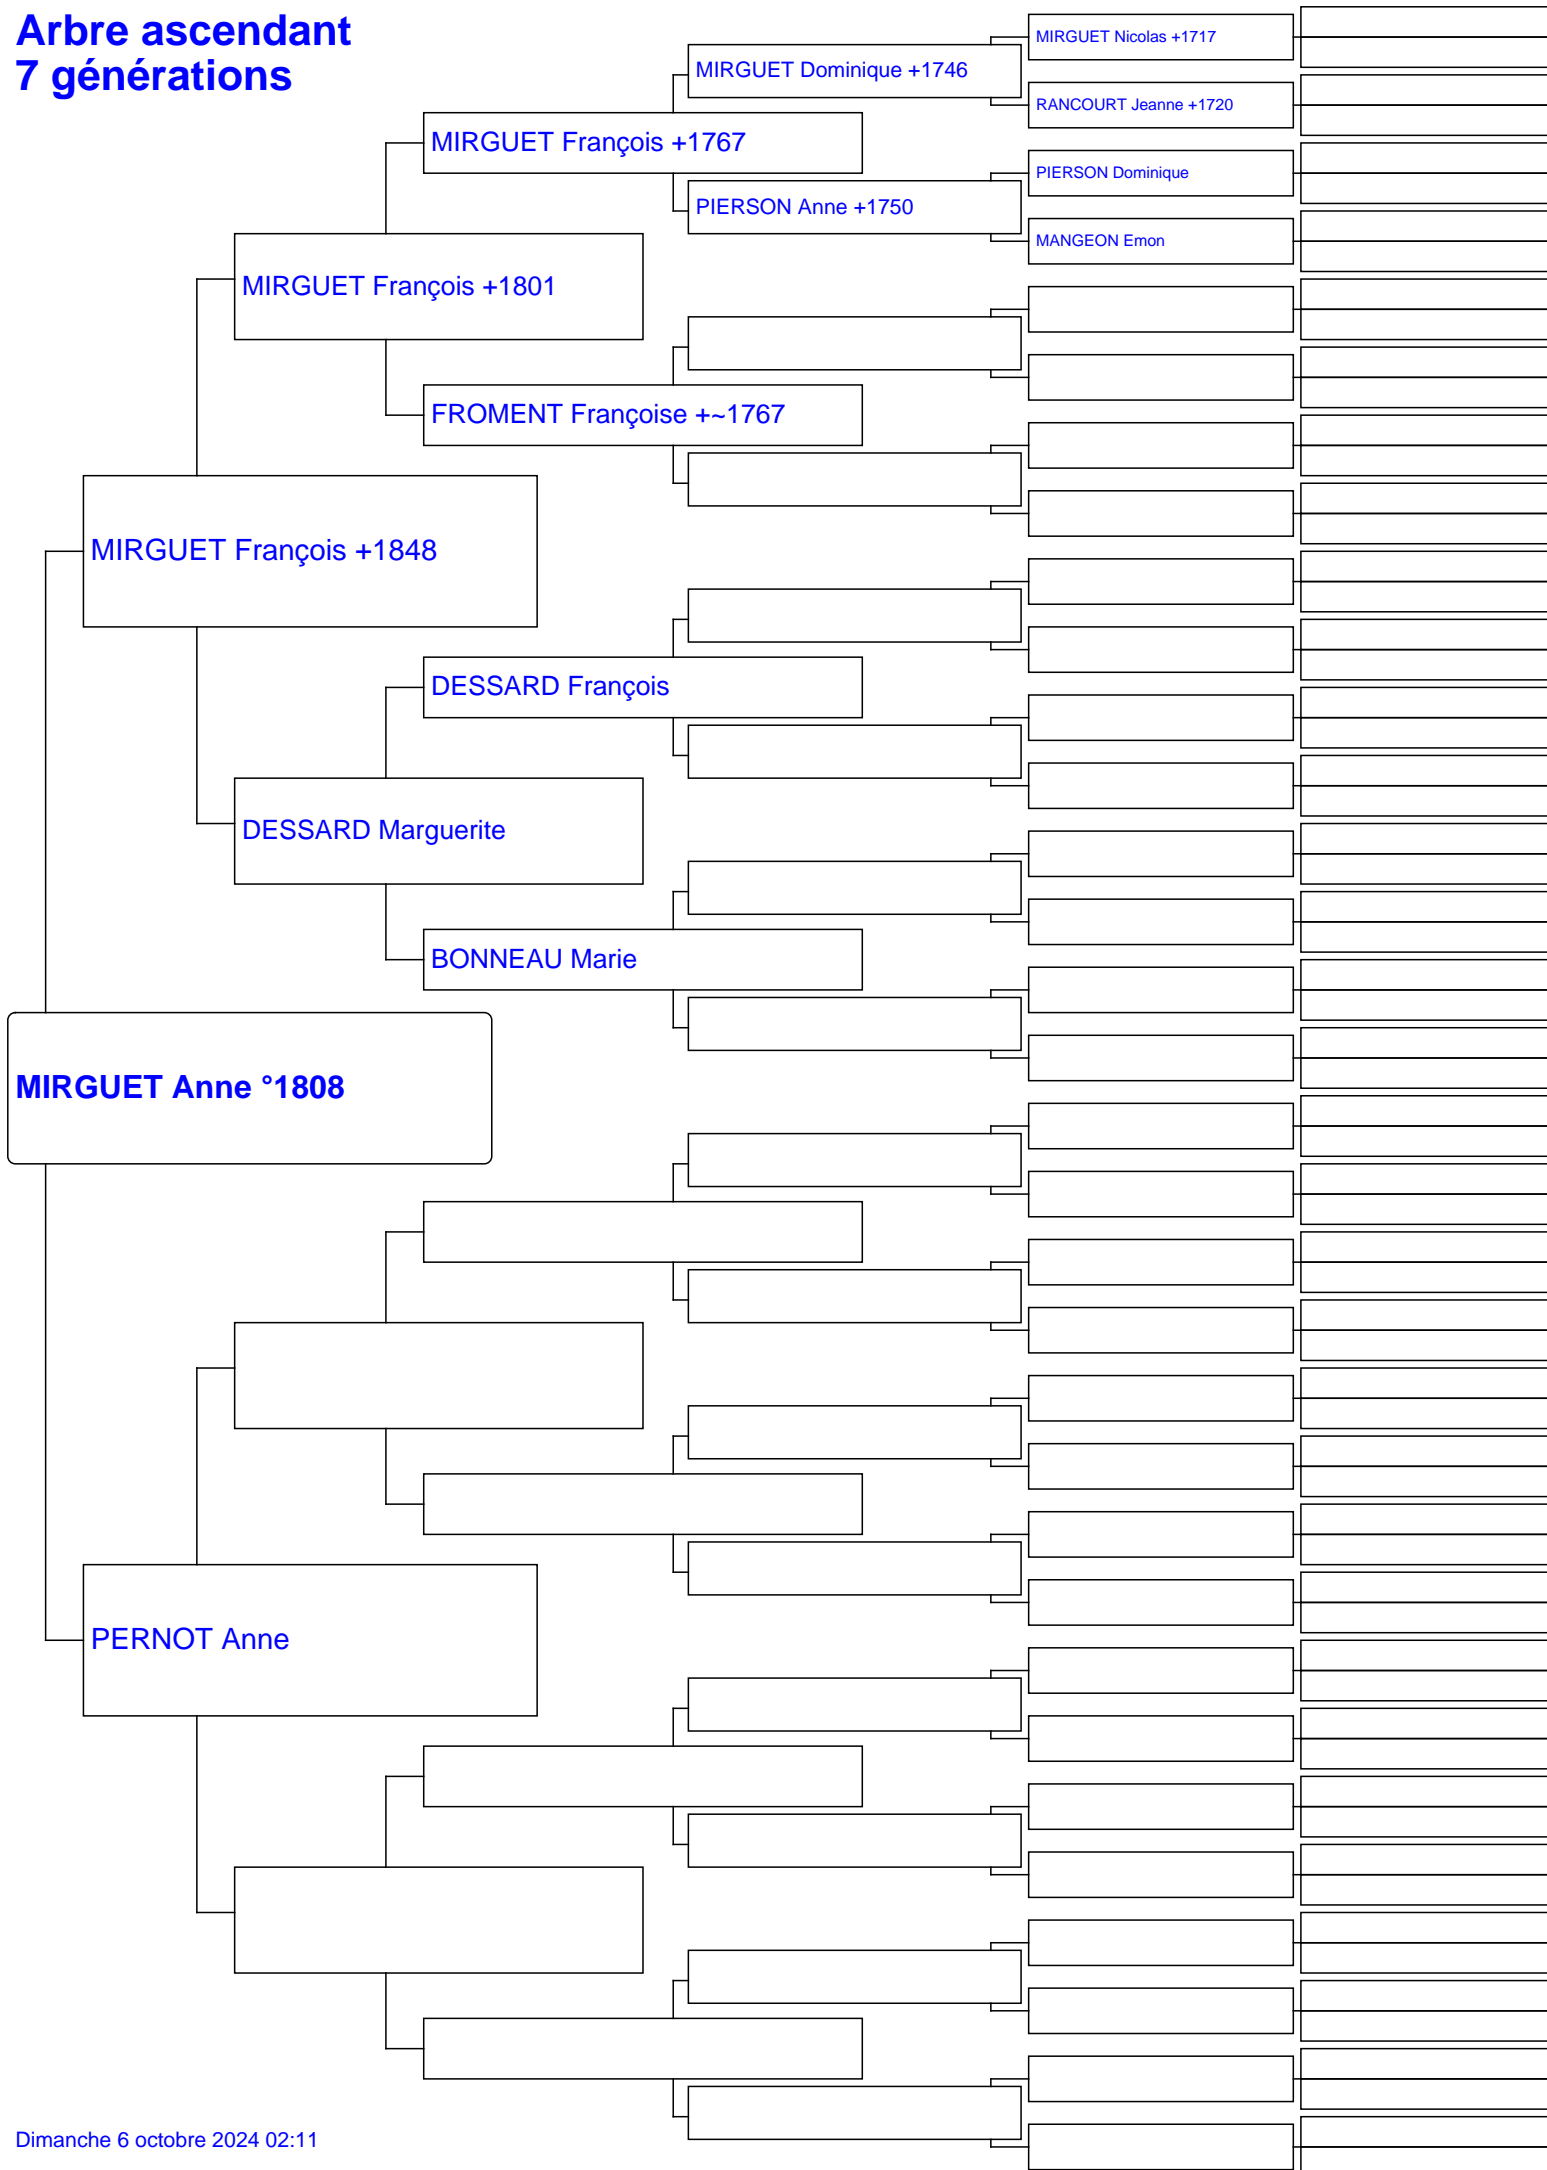 Arbre ascendant
7 générations
MIRGUET Nicolas +1717
MIRGUET Dominique +1746
RANCOURT Jeanne +1720
MIRGUET François +1767
PIERSON Dominique
PIERSON Anne +1750
MANGEON Emon
MIRGUET François +1801
FROMENT Françoise +~1767
MIRGUET François +1848
DESSARD François
DESSARD Marguerite
BONNEAU Marie
MIRGUET Anne °1808
PERNOT Anne
Dimanche 6 octobre 2024 02:11